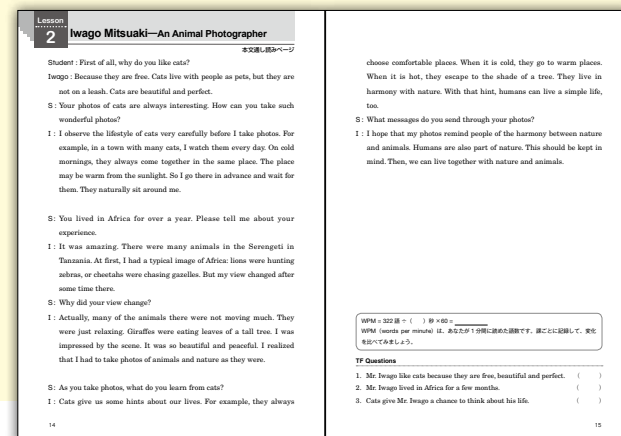 Lesson
2
Iwago Mitsuaki—An Animal Photographer
本文通し読みページ
Student : First of all, why do you like cats?
Iwago : Because they are free. Cats live with people as pets, but they are
not on a leash. Cats are beautiful and perfect.
S : Your photos of cats are always interesting. How can you take such
wonderful photos?
I : I observe the lifestyle of cats very carefully before I take photos. For
example, in a town with many cats, I watch them every day. On cold
mornings, they always come together in the same place. The place
may be warm from the sunlight. So I go there in advance and wait for
them. They naturally sit around me.
S : You lived in Africa for over a year. Please tell me about your
experience.
I : It was amazing. There were many animals in the Serengeti in
Tanzania. At first, I had a typical image of Africa: lions were hunting
zebras, or cheetahs were chasing gazelles. But my view changed after
some time there.
S : Why did your view change?
I : Actually, many of the animals there were not moving much. They
were just relaxing. Giraffes were eating leaves of a tall tree. I was
impressed by the scene. It was so beautiful and peaceful. I realized
that I had to take photos of animals and nature as they were.
S : As you take photos, what do you learn from cats?
I : Cats give us some hints about our lives. For example, they always
14
choose comfortable places. When it is cold, they go to warm places.
When it is hot, they escape to the shade of a tree. They live in
harmony with nature. With that hint, humans can live a simple life,
too.
S : What messages do you send through your photos?
I : I hope that my photos remind people of the harmony between nature
and animals. Humans are also part of nature. This should be kept in
mind. Then, we can live together with nature and animals.
WPM = 322 語 ÷ (　　) 秒 ×60 = ______
WPM（words per minute）は、あなたが 1 分間に読めた語数です。課ごとに記録して、変化
を比べてみましょう。
TF Questions
1. Mr. Iwago like cats because they are free, beautiful and perfect. (　　)
2. Mr. Iwago lived in Africa for a few months. (　　)
3. Cats give Mr. Iwago a chance to think about his life. (　　)
15